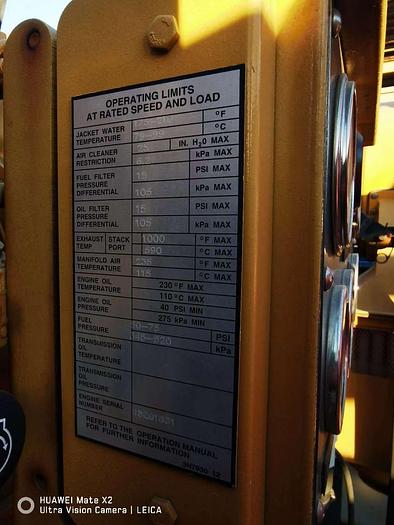 OPERATING LIMITS
AT RATED SPEED AND LOAD
JACKET WATER
TEMPERATURE
°F
°C
AIR CLEANER
RESTRICTION
25
IN. H₂O MAX
kPa MAX
FUEL FILTER
PRESSURE
DIFFERENTIAL
15
PSI MAX
105
kPa MAX
OIL FILTER
PRESSURE
DIFFERENTIAL
15
PSI MAX
105
kPa MAX
EXHAUST
TEMP
STACK
PORT
1000
°F MAX
590
°C MAX
MANIFOLD AIR
TEMPERATURE
235
°F MAX
115
°C MAX
ENGINE OIL
TEMPERATURE
230°F MAX
110°C MAX
ENGINE OIL
PRESSURE
40 PSI MIN
275 kPa MIN
FUEL
PRESSURE
PSI
kPa
TRANSMISSION
OIL
TEMPERATURE
TRANSMISSION
OIL
PRESSURE
ENGINE SERIAL
NUMBER
REFER TO THE OPERATION MANUAL
FOR FURTHER INFORMATION
HUAWEI Mate X2
Ultra Vision Camera | LEICA